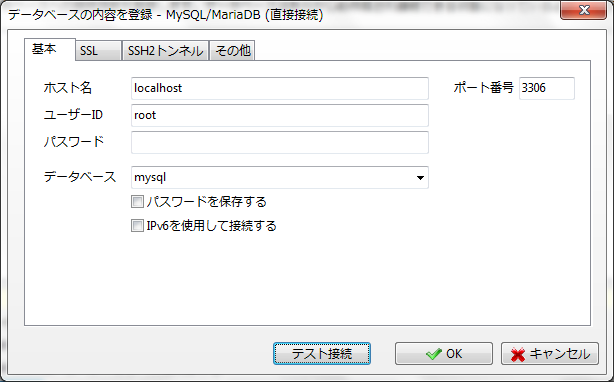 データベースの内容を登録 - MySQL/MariaDB (直接接続)
基本 SSL SSH2トンネル その他
ホスト名 localhost ポート番号 3306
ユーザーID root
パスワード
データベース mysql
パスワードを保存する
IPv6を使用して接続する
テスト接続 OK キャンセル